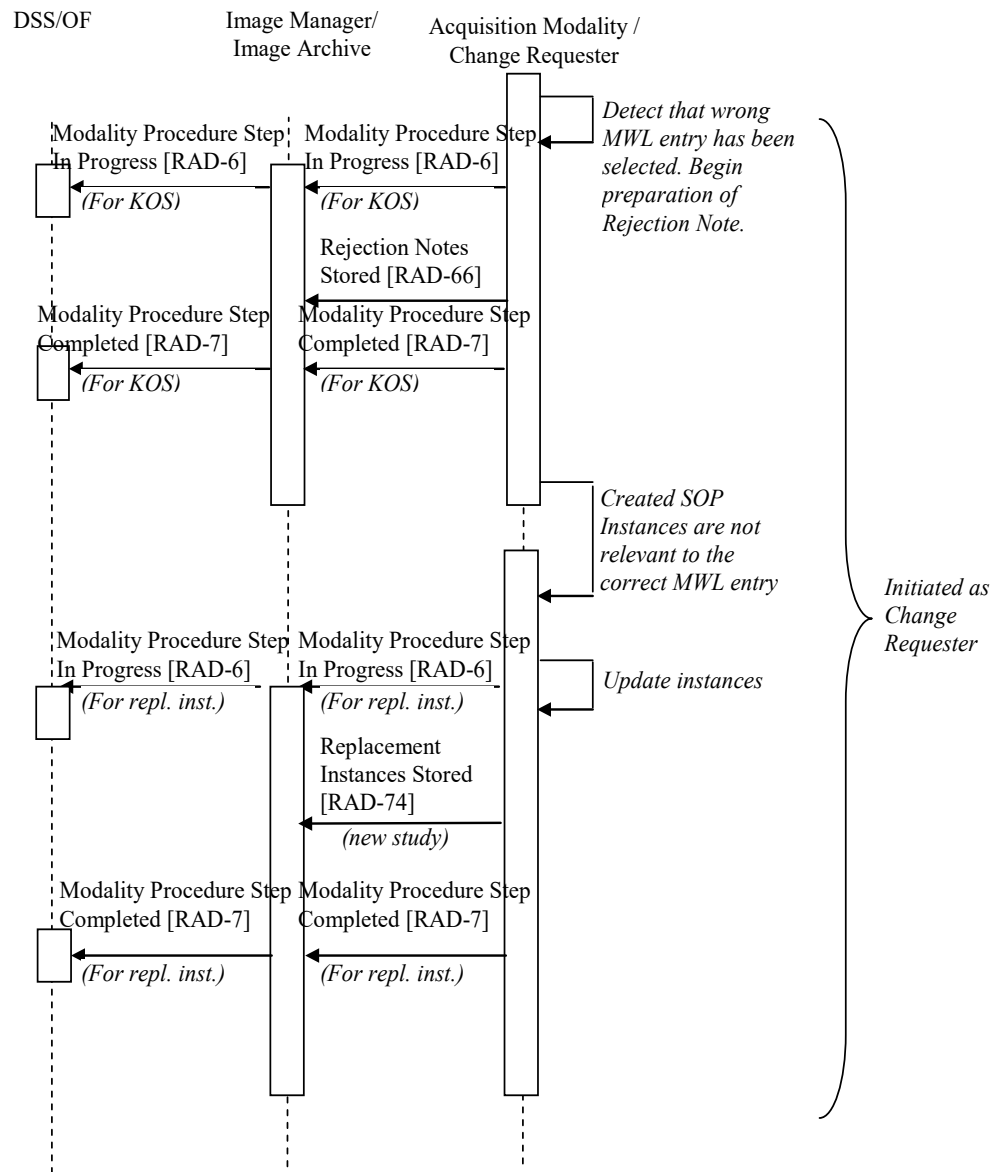 DSS/OF
Image Manager/
Image Archive
Acquisition Modality /
Change Requester
Detect that wrong
MWL entry has been
selected. Begin
preparation of
Rejection Note.
Modality Procedure Step
In Progress [RAD-6]
(For KOS)
Modality Procedure Step
In Progress [RAD-6]
(For KOS)
Rejection Notes
Stored [RAD-66]
Modality Procedure Step
Completed [RAD-7]
(For KOS)
Modality Procedure Step
Completed [RAD-7]
(For KOS)
Created SOP
Instances are not
relevant to the
correct MWL entry
Initiated as
Change
Requester
Modality Procedure Step
In Progress [RAD-6]
(For repl. inst.)
Modality Procedure Step
In Progress [RAD-6]
(For repl. inst.)
Update instances
Replacement
Instances Stored
[RAD-74]
(new study)
Modality Procedure Step
Completed [RAD-7]
(For repl. inst.)
Modality Procedure Step
Completed [RAD-7]
(For repl. inst.)